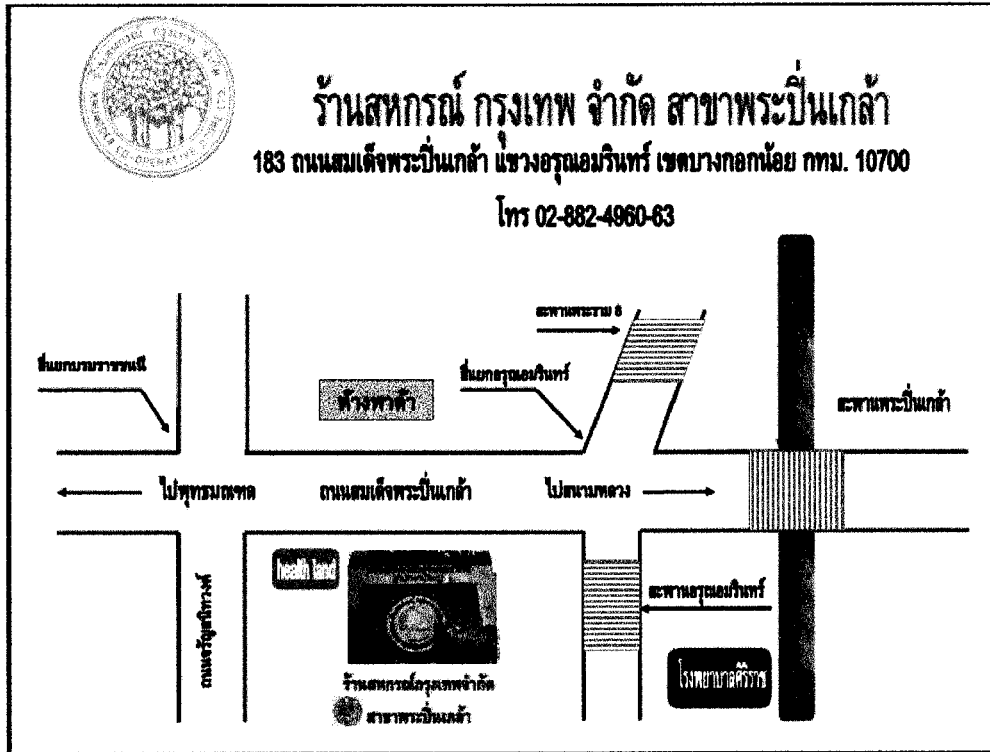 ร้านสหกรณ์ กรุงเทพ จำกัด สาขาพระปิ่นเกล้า
183 ถนนสมเด็จพระปิ่นเกล้า แขวงอรุณอมรินทร์ เขตบางกอกน้อย กทม. 10700
โทร 02-882-4960-63
สะพานพระราม 8
สี่แยกบรมราชชนนี
สี่แยกอรุณอมรินทร์
ห้างพาต้า
สะพานพระปิ่นเกล้า
ไปพุทธมณฑล
ถนนสมเด็จพระปิ่นเกล้า
ไปสนามหลวง
health land
สะพานอรุณอมรินทร์
ถนนจรัญสนิทวงศ์
โรงพยาบาลศิริราช
ร้านสหกรณ์กรุงเทพจำกัด
สาขาพระปิ่นเกล้า
CO-OPERATIVE